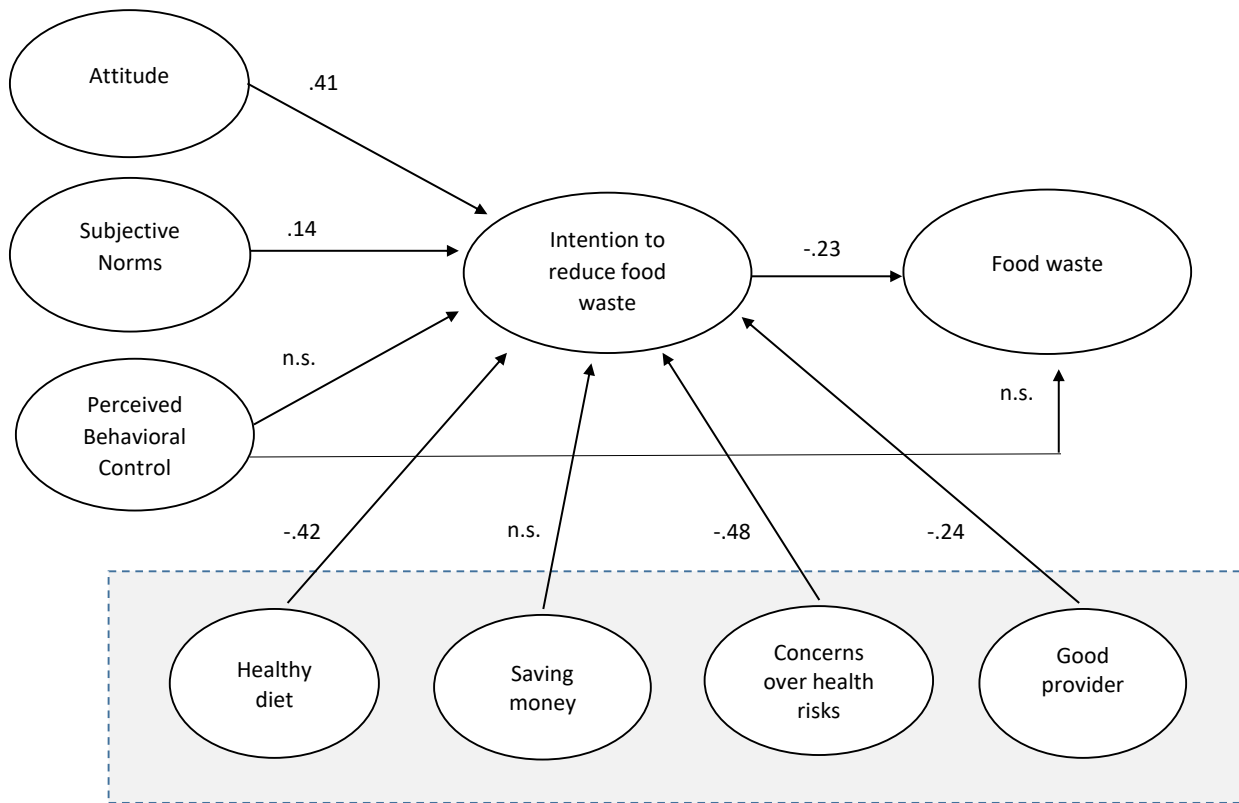 Attitude
.41
Subjective
Norms
.14
Intention to
reduce food
waste
-.23
Food waste
n.s.
Perceived
Behavioral
Control
n.s.
-.42
n.s.
-.48
-.24
Healthy
diet
Saving
money
Concerns
over health
risks
Good
provider